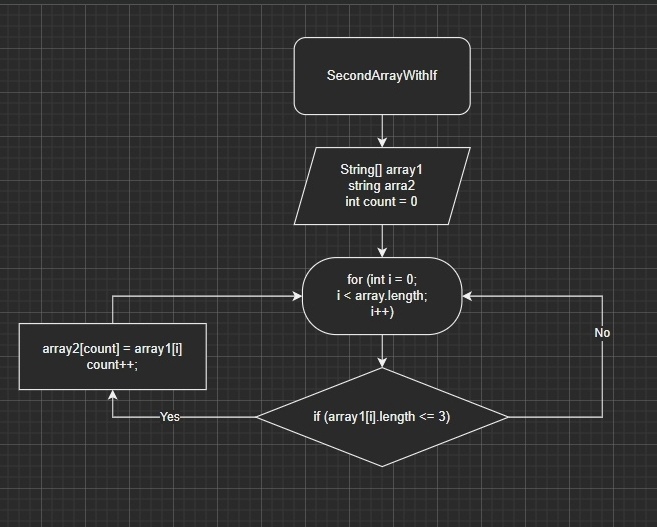 SecondArrayWithIf
String[] array1
string arra2
int count = 0
for (int i = 0;
i < array.length;
i++)
No
array2[count] = array1[i]
count++;
Yes
if (array1[i].length <= 3)